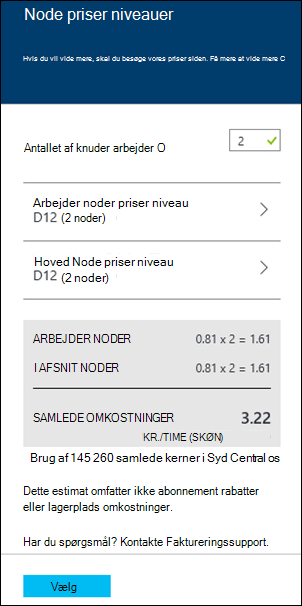 Node priser niveauer
Hvis du vil vide mere, skal du besøge vores priser siden. Få mere at vide mere C
Antallet af knuder arbejder O 2
Arbejder noder priser niveau
D12 (2 noder)
Hoved Node priser niveau
D12 (2 noder)
ARBEJDER NODER 0.81 x 2 = 1.61
I AFSNIT NODER 0.81 x 2 = 1.61
SAMLEDE OMKOSTNINGER 3.22
KR./TIME (SKØN)
Brug af 145 260 samlede kerner i Syd Central os
Dette estimat omfatter ikke abonnement rabatter
eller lagerplads omkostninger.
Har du spørgsmål? Kontakte Faktureringssupport.
Vælg